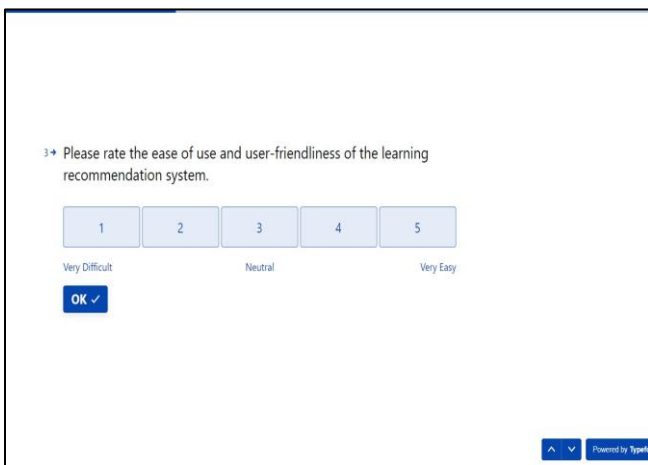 3→ Please rate the ease of use and user-friendliness of the learning
recommendation system.
1 2 3 4 5
Very Difficult Neutral Very Easy
OK ✓
Powered by